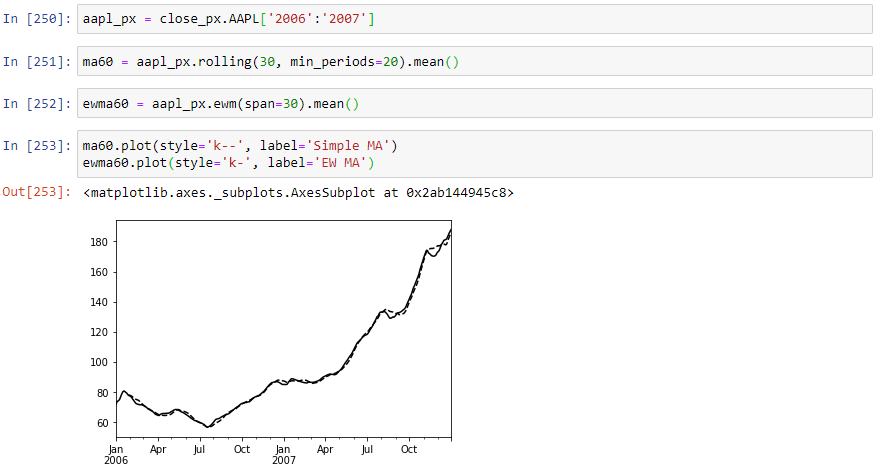 In [250]: aapl_px = close_px.AAPL['2006':'2007']
In [251]: ma60 = aapl_px.rolling(30, min_periods=20).mean()
In [252]: ewma60 = aapl_px.ewm(span=30).mean()
In [253]: ma60.plot(style='k--', label='Simple MA')
ewma60.plot(style='k-', label='EW MA')
Out[253]: <matplotlib.axes._subplots.AxesSubplot at 0x2ab144945c8>
180
160
140
120
100
80
60
Jan Apr Jul Oct Jan Apr Jul Oct
2006 2007